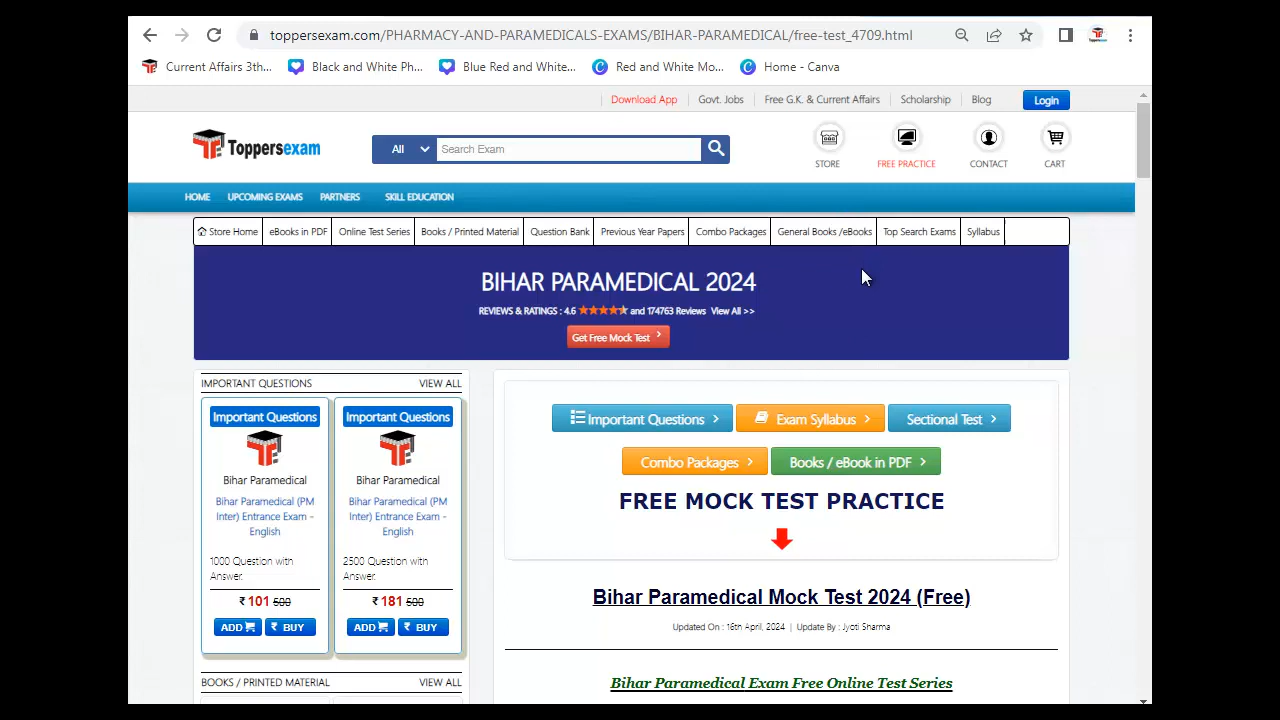 toppersexam.com/PHARMACY-AND-PARAMEDICALS-EXAMS/BIHAR-PARAMEDICAL/free-test_4709.html
Current Affairs 3th... Black and White Ph... Blue Red and White... Red and White Mo... Home - Canva
Download App Govt. Jobs Free G.K. & Current Affairs Scholarship Blog Login
Toppersexam All Search Exam
STORE FREE PRACTICE CONTACT CART
HOME UPCOMING EXAMS PARTNERS SKILL EDUCATION
Store Home eBooks in PDF Online Test Series Books / Printed Material Question Bank Previous Year Papers Combo Packages General Books /eBooks Top Search Exams Syllabus
BIHAR PARAMEDICAL 2024
REVIEWS & RATINGS : 4.6 and 174763 Reviews View All >>
Get Free Mock Test
IMPORTANT QUESTIONS VIEW ALL
Important Questions
Bihar Paramedical
Bihar Paramedical (PM
Inter) Entrance Exam -
English
1000 Question with
Answer.
₹ 101 500
ADD ₹ BUY
Important Questions
Bihar Paramedical
Bihar Paramedical (PM
Inter) Entrance Exam -
English
2500 Question with
Answer.
₹ 181 500
ADD ₹ BUY
BOOKS / PRINTED MATERIAL VIEW ALL
Important Questions Exam Syllabus Sectional Test
Combo Packages Books / eBook in PDF
FREE MOCK TEST PRACTICE
Bihar Paramedical Mock Test 2024 (Free)
Updated On : 16th April, 2024 | Update By : Jyoti Sharma
Bihar Paramedical Exam Free Online Test Series